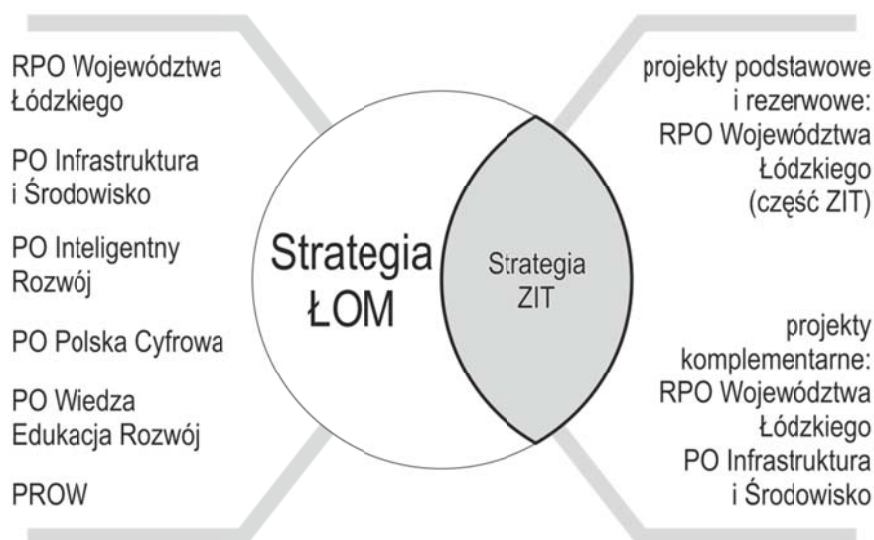 RPO Województwa
Łódzkiego
PO Infrastruktura
i Środowisko
PO Inteligentny
Rozwój
PO Polska Cyfrowa
PO Wiedza
Edukacja Rozwój
PROW
Strategia
ŁOM
Strategia
ZIT
projekty podstawowe
i rezerwowe:
RPO Województwa
Łódzkiego
(część ZIT)
projekty
komplementarne:
RPO Województwa
Łódzkiego
PO Infrastruktura
i Środowisko